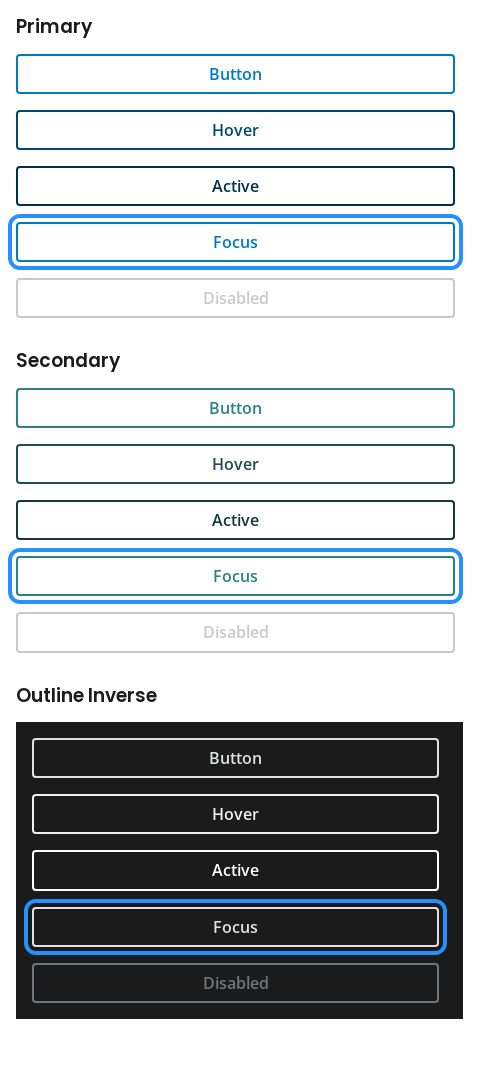 Primary
Button
Hover
Active
Focus
Disabled
Secondary
Button
Hover
Active
Focus
Disabled
Outline Inverse
Button
Hover
Active
Focus
Disabled